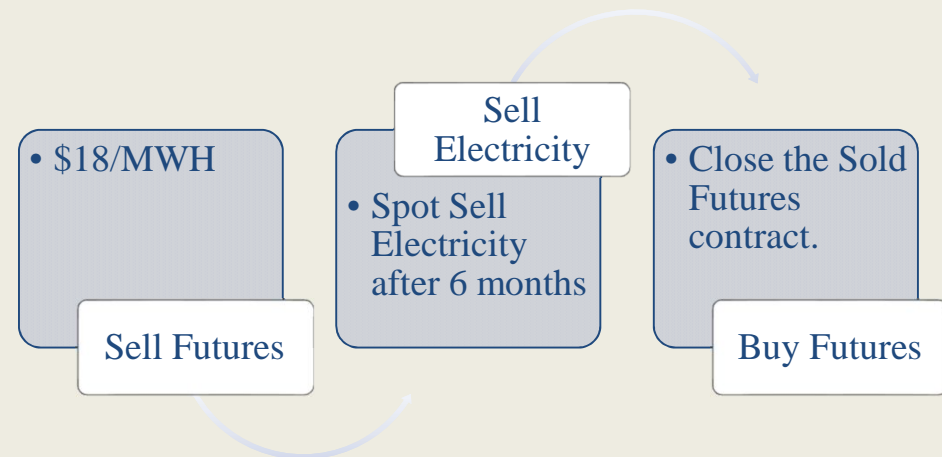 • $18/MWH
Sell Futures
Sell
Electricity
• Spot Sell
Electricity
after 6 months
• Close the Sold
Futures
contract.
Buy Futures